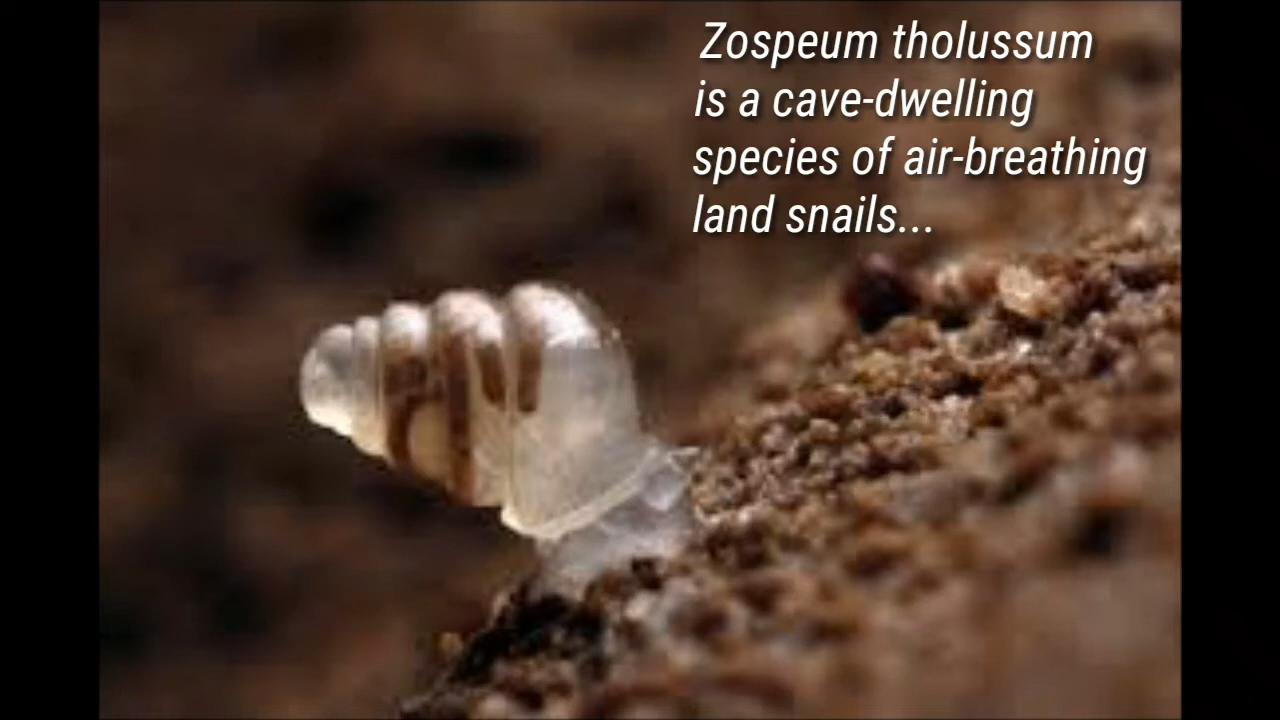 Zospeum tholussum
is a cave-dwelling
species of air-breathing
land snails...